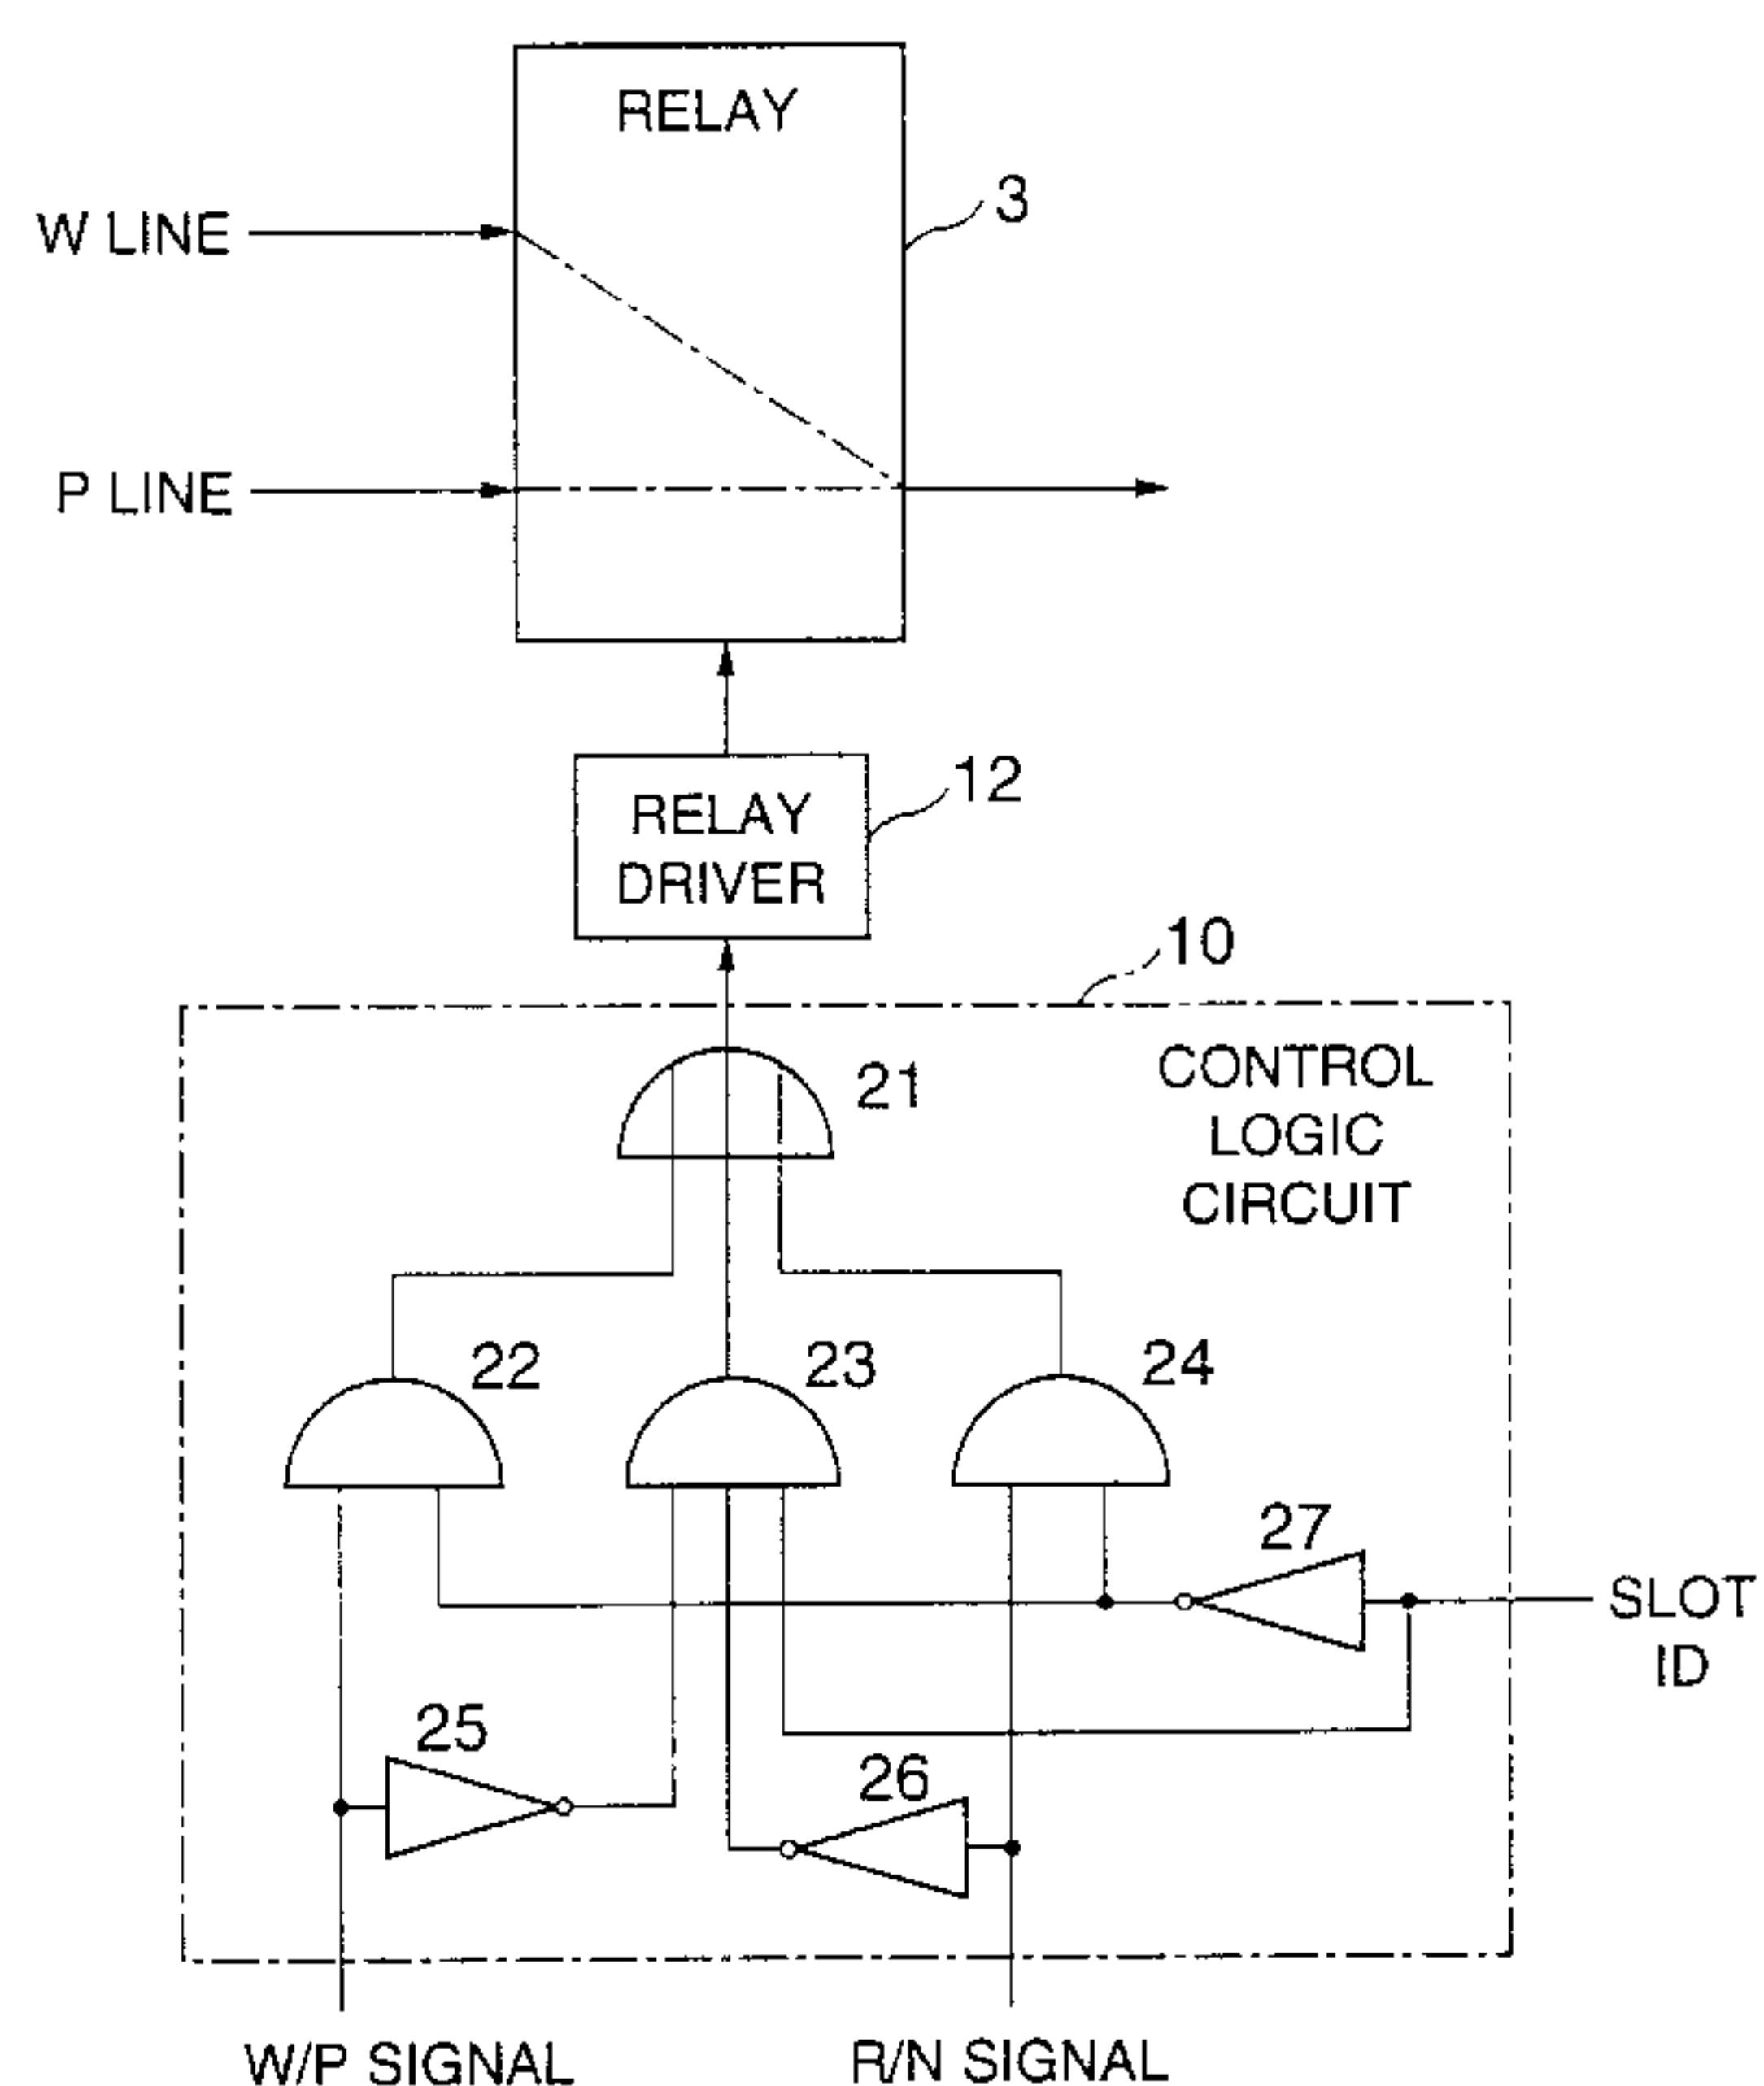 RELAY
3
W LINE
P LINE
12
RELAY
DRIVER
10
CONTROL
LOGIC
CIRCUIT
21
22
23
24
27
SLOT
ID
25
26
W/P SIGNAL
R/N SIGNAL